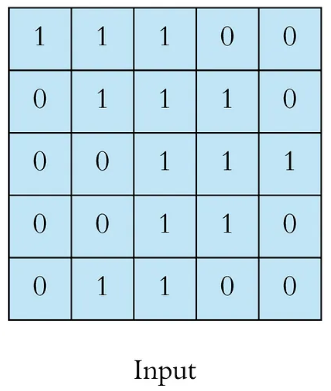 1 1 1 0 0
0 1 1 1 0
0 0 1 1 1
0 0 1 1 0
0 1 1 0 0
Input